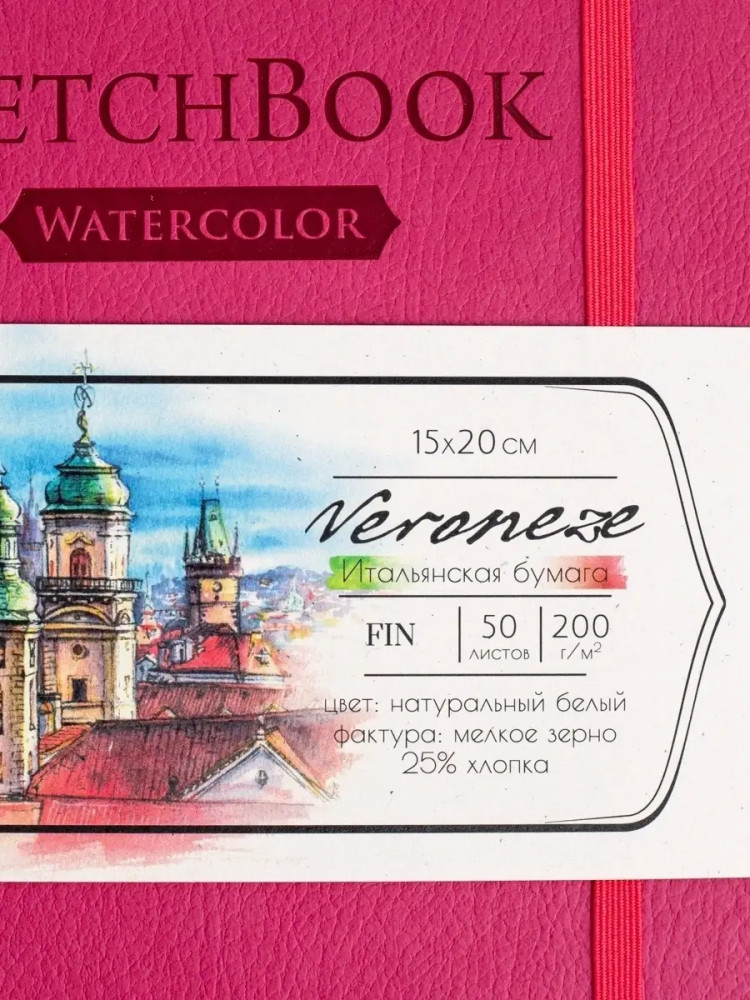 ETCHBOOK
WATERCOLOR
15x20 см
Veroneze
Итальянская бумага
FIN
50 листов
200 г/м²
цвет: натуральный белый
фактура: мелкое зерно
25% хлопка